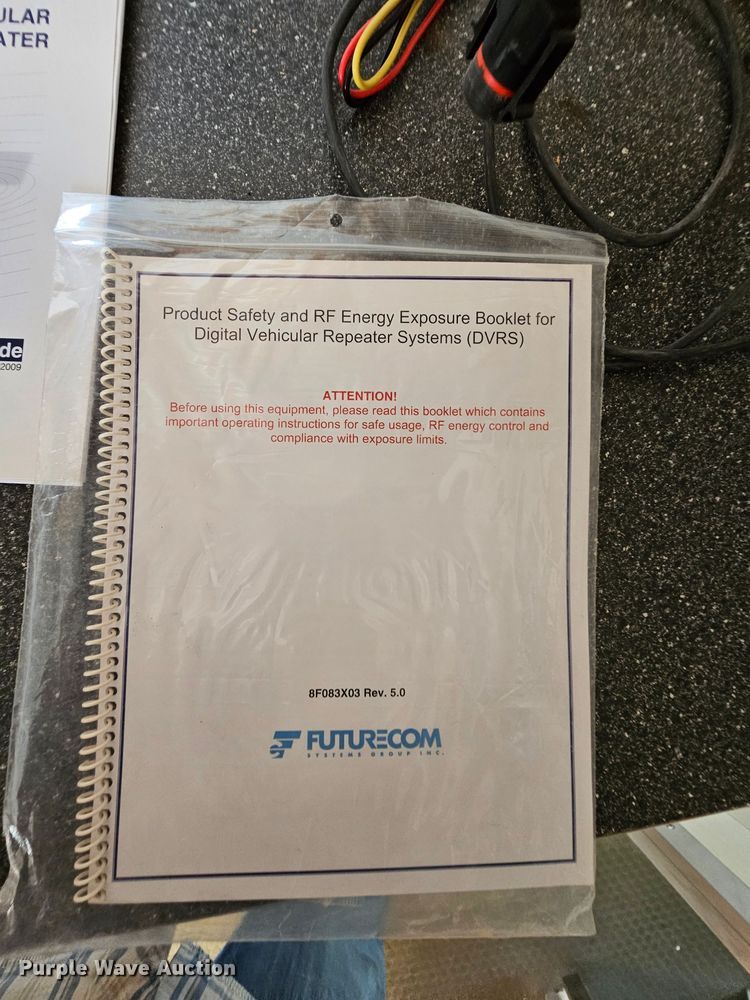 ULAR
ATER
de
2009
Product Safety and RF Energy Exposure Booklet for
Digital Vehicular Repeater Systems (DVRS)
ATTENTION!
Before using this equipment, please read this booklet which contains
important operating instructions for safe usage, RF energy control and
compliance with exposure limits.
8F083X03 Rev. 5.0
FUTURECOM
SYSTEMS GROUP INC.
Purple Wave Auction